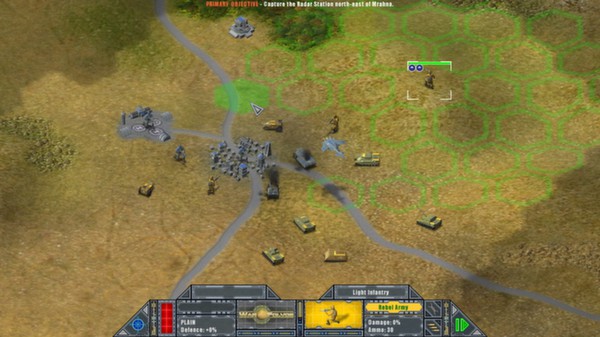 PRIMARY OBJECTIVE - Capture the Radar Station north-east of Mrahon.
Light Infantry
PLAIN
Defence: +0%
Rebel Army
Damage: 0%
Ammo: 30